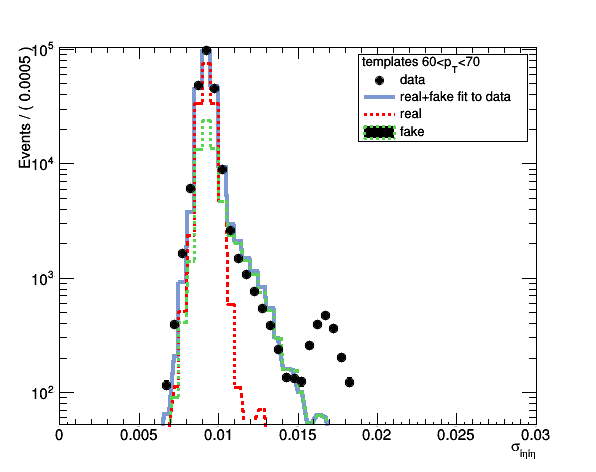 templates 60<p_T<70
data
real+fake fit to data
real
fake
Events / ( 0.0005 )
10^5
10^4
10^3
10^2
0 0.005 0.01 0.015 0.02 0.025 0.03
σ_iηiη